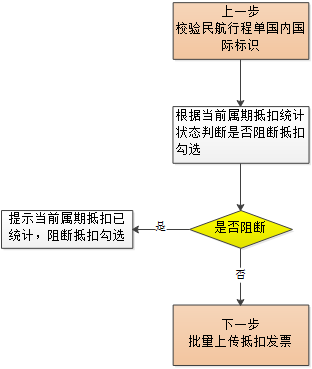 上一步
校验民航行程单国内国
际标识
根据当前属期抵扣统计
状态判断是否阻断抵扣
勾选
是否阻断
是
提示当前属期抵扣已
统计，阻断抵扣勾选
否
下一步
批量上传抵扣发票